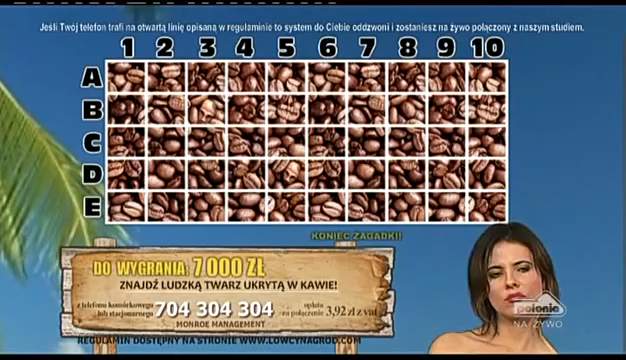 Jeśli Twój telefon trafi na otwartą linię opisaną w regulaminie to system do Ciebie oddzwoni i zostaniesz na żywo połączony z naszym studiem.
1 2 3 4 5 6 7 8 9 10
A
B
C
D
E
KONIEC ZAGADKI!
DO WYGRANIA: 7 000 ZŁ
ZNAJDŹ LUDZKĄ TWARZ UKRYTĄ W KAWIE!
z telefonu komórkowego lub stacjonarnego 704 304 304 opłata za połączenie 3,92 zł z vat
MONROE MANAGEMENT
REGULAMIN DOSTĘPNY NA STRONIE WWW.LOWCYNAGROD.COM
polonia
NA ŻYWO